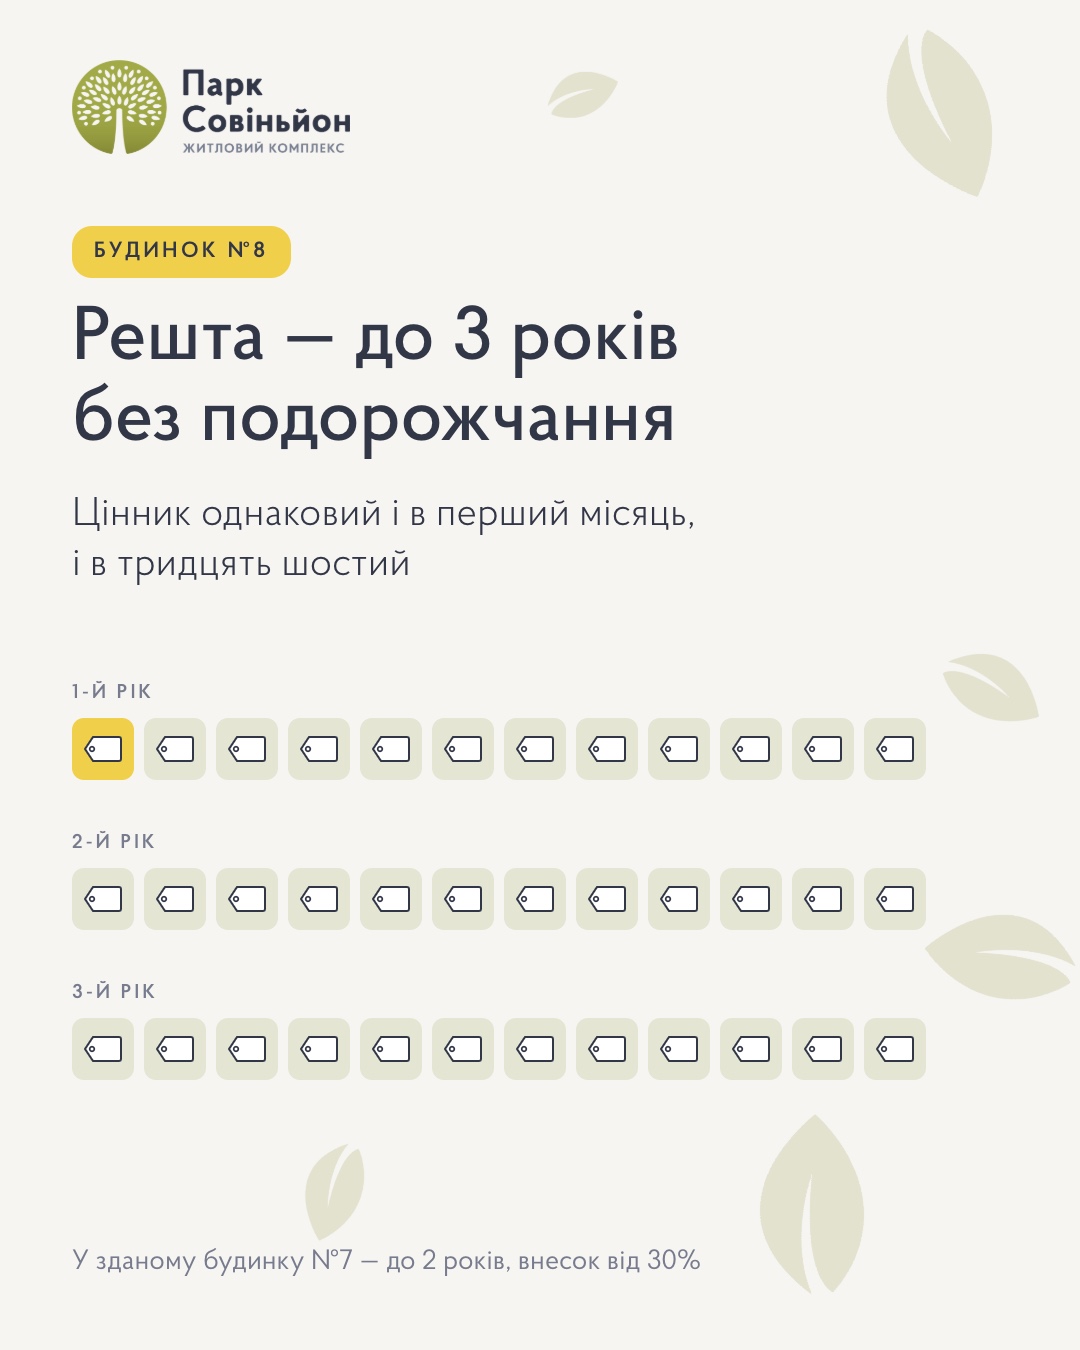 Парк
Совіньйон
ЖИТЛОВИЙ КОМПЛЕКС
БУДИНОК №8
Решта — до 3 років
без подорожчання
Цінник однаковий і в перший місяць,
і в тридцять шостий
1-Й РІК
2-Й РІК
3-Й РІК
У зданому будинку №7 — до 2 років, внесок від 30%